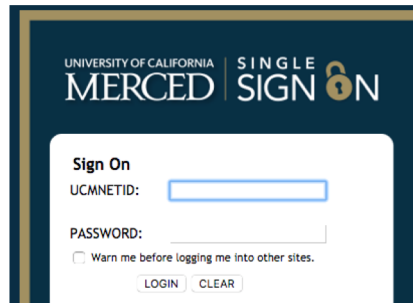 UNIVERSITY OF CALIFORNIA
MERCED
SINGLE
SIGN ON
Sign On
UCMNETID:
PASSWORD:
Warn me before logging me into other sites.
LOGIN CLEAR